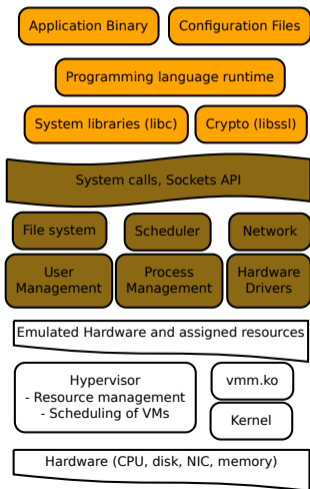 Application Binary
Configuration Files
Programming language runtime
System libraries (libc)
Crypto (libssl)
System calls, Sockets API
File system
Scheduler
Network
User
Management
Process
Management
Hardware
Drivers
Emulated Hardware and assigned resources
Hypervisor
- Resource management
- Scheduling of VMs
vmm.ko
Kernel
Hardware (CPU, disk, NIC, memory)